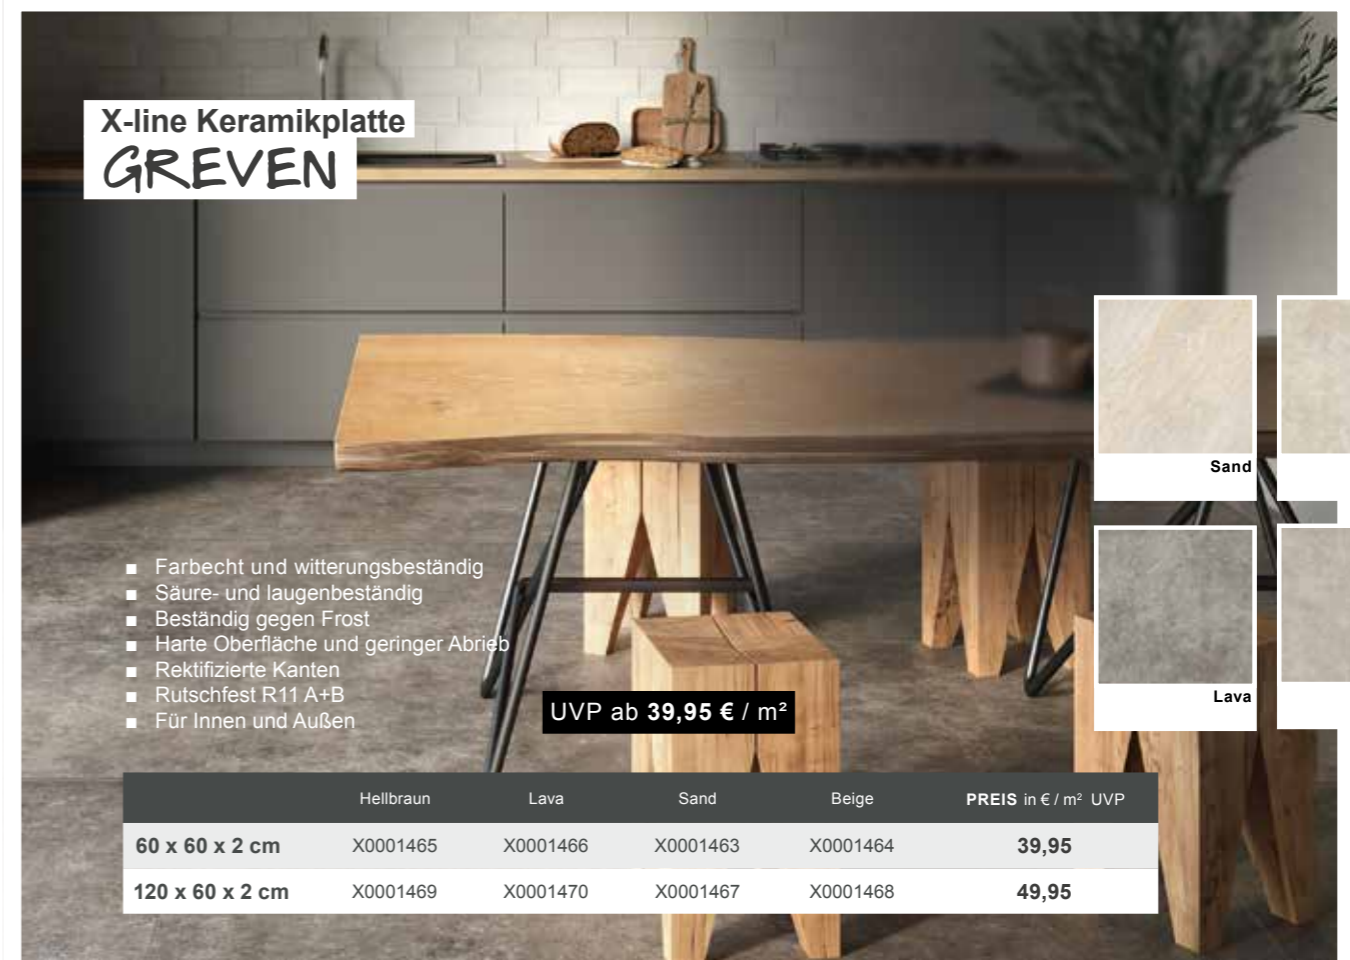 X-line Keramikplatte
GREVEN
Sand
Lava
■ Farbecht und witterungsbeständig
■ Säure- und laugenbeständig
■ Beständig gegen Frost
■ Harte Oberfläche und geringer Abrieb
■ Rektifizierte Kanten
■ Rutschfest R11 A+B
■ Für Innen und Außen
UVP ab 39,95 € / m²
Hellbraun Lava Sand Beige PREIS in € / m² UVP
60 x 60 x 2 cm X0001465 X0001466 X0001463 X0001464 39,95
120 x 60 x 2 cm X0001469 X0001470 X0001467 X0001468 49,95